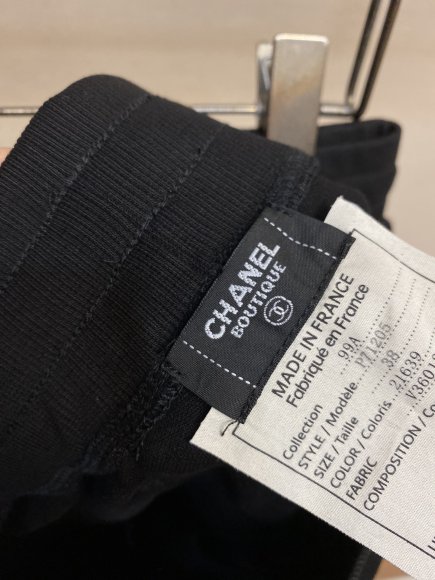 CHANEL
BOUTIQUE
MADE IN FRANCE
Fabriqué en France
Collection 99A
STYLE / Modèle P71205
SIZE / Taille 38
COLOR / Coloris 21639
FABRIC
COMPOSITION